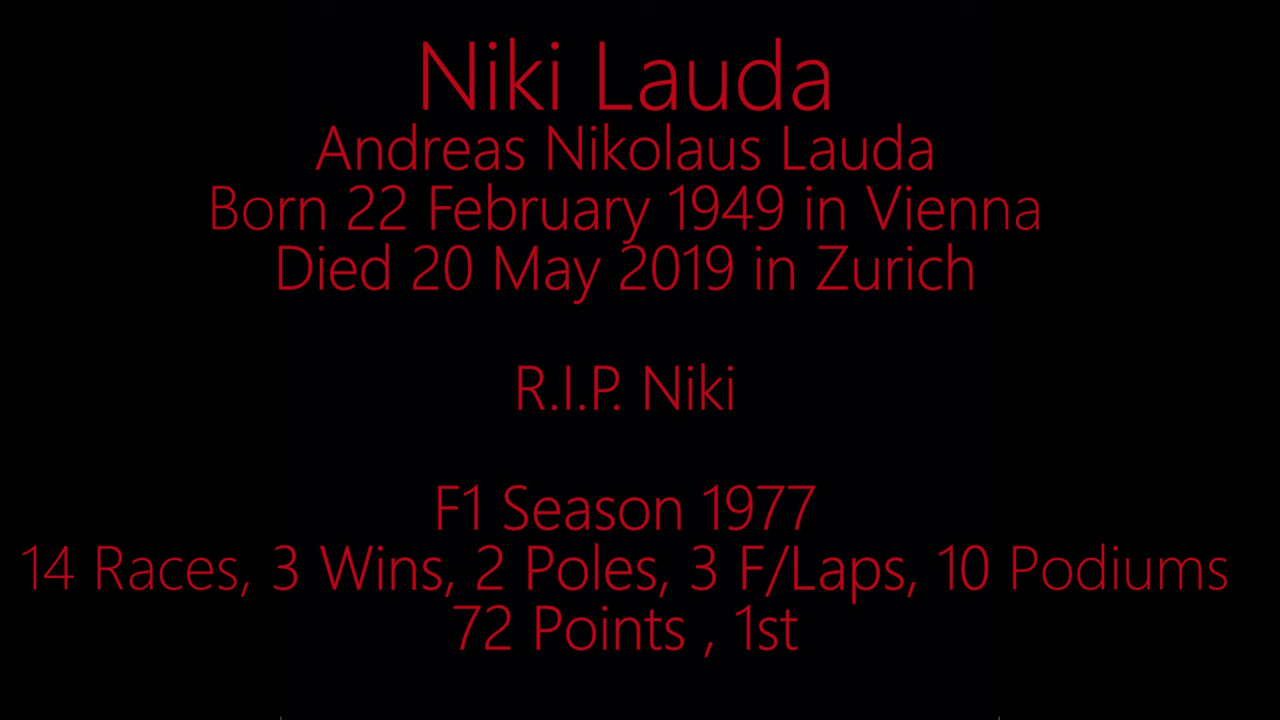 Niki Lauda
Andreas Nikolaus Lauda
Born 22 February 1949 in Vienna
Died 20 May 2019 in Zurich
R.I.P. Niki
F1 Season 1977
14 Races, 3 Wins, 2 Poles, 3 F/Laps, 10 Podiums
72 Points , 1st